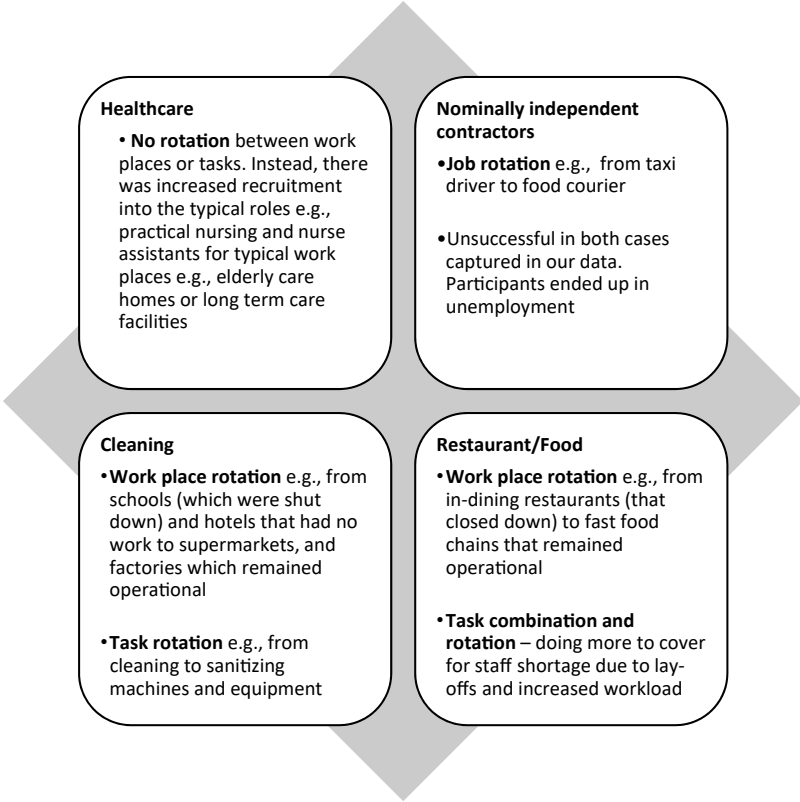 Healthcare
• No rotation between work
places or tasks. Instead, there
was increased recruitment
into the typical roles e.g.,
practical nursing and nurse
assistants for typical work
places e.g., elderly care
homes or long term care
facilities
Nominally independent
contractors
•Job rotation e.g.,  from taxi
driver to food courier
•Unsuccessful in both cases
captured in our data.
Participants ended up in
unemployment
Cleaning
•Work place rotation e.g., from
schools (which were shut
down) and hotels that had no
work to supermarkets, and
factories which remained
operational
•Task rotation e.g., from
cleaning to sanitizing
machines and equipment
Restaurant/Food
•Work place rotation e.g., from
in-dining restaurants (that
closed down) to fast food
chains that remained
operational
•Task combination and
rotation – doing more to cover
for staff shortage due to lay-
offs and increased workload